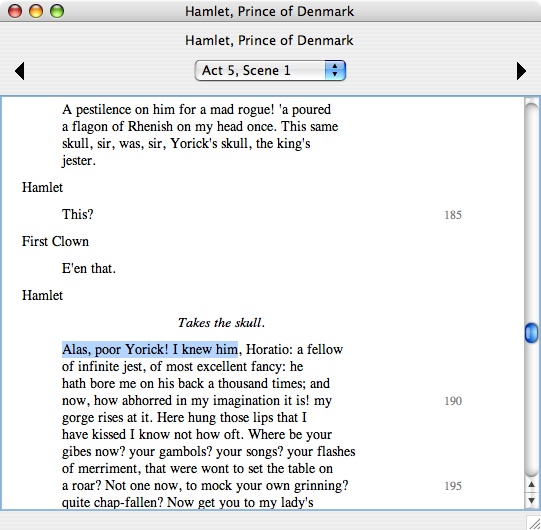 Hamlet, Prince of Denmark
Hamlet, Prince of Denmark
Act 5, Scene 1
A pestilence on him for a mad rogue! 'a poured
a flagon of Rhenish on my head once. This same
skull, sir, was, sir, Yorick's skull, the king's
jester.
Hamlet
This? 185
First Clown
E'en that.
Hamlet
Takes the skull.
Alas, poor Yorick! I knew him, Horatio: a fellow
of infinite jest, of most excellent fancy: he
hath bore me on his back a thousand times; and
now, how abhorred in my imagination it is! my 190
gorge rises at it. Here hung those lips that I
have kissed I know not how oft. Where be your
gibes now? your gambols? your songs? your flashes
of merriment, that were wont to set the table on
a roar? Not one now, to mock your own grinning? 195
quite chap-fallen? Now get you to my lady's